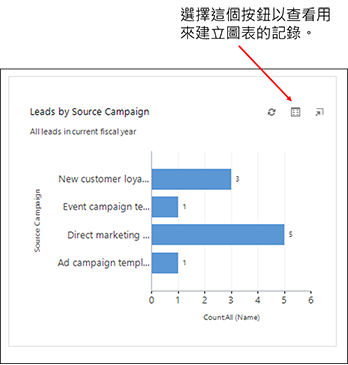 選擇這個按鈕以查看用
來建立圖表的記錄。
Leads by Source Campaign
All leads in current fiscal year
Source Campaign
New customer loya...
3
Event campaign te...
1
Direct marketing ...
5
Ad campaign templ...
1
0 1 2 3 4 5 6
CountAll (Name)